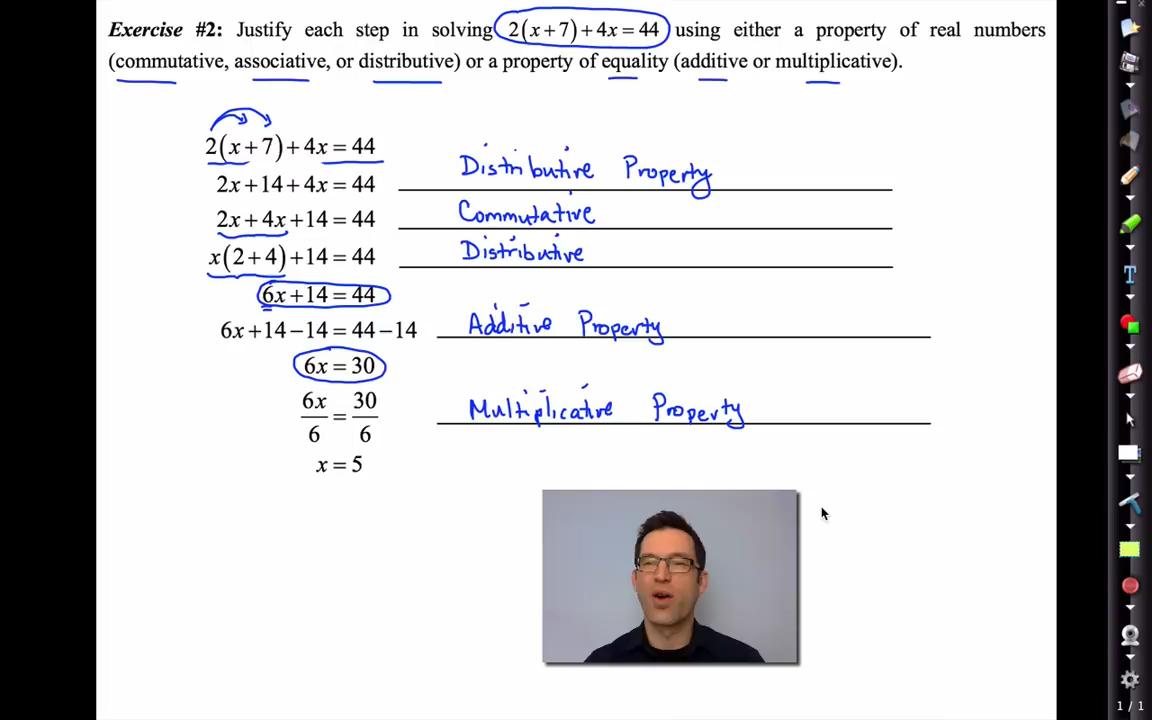 Exercise #2: Justify each step in solving 2(x+7)+4x=44 using either a property of real numbers
(commutative, associative, or distributive) or a property of equality (additive or multiplicative).
2(x+7)+4x=44
Distributive Property
2x+14+4x=44
2x+4x+14=44 Commutative
x(2+4)+14=44 Distributive
6x+14=44
6x+14−14=44−14 Additive Property
6x=30
6x/6=30/6 Multiplicative Property
x=5
T
1/1